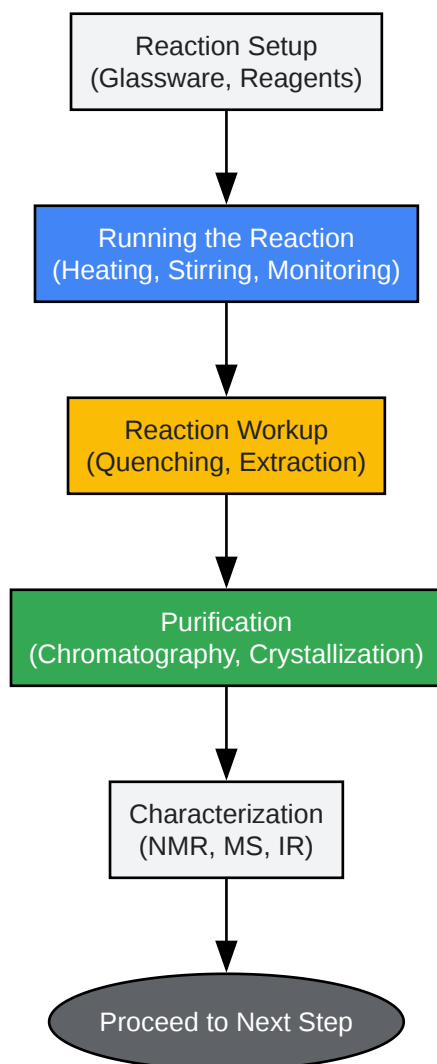 Reaction Setup
(Glassware, Reagents)
Running the Reaction
(Heating, Stirring, Monitoring)
Reaction Workup
(Quenching, Extraction)
Purification
(Chromatography, Crystallization)
Characterization
(NMR, MS, IR)
Proceed to Next Step